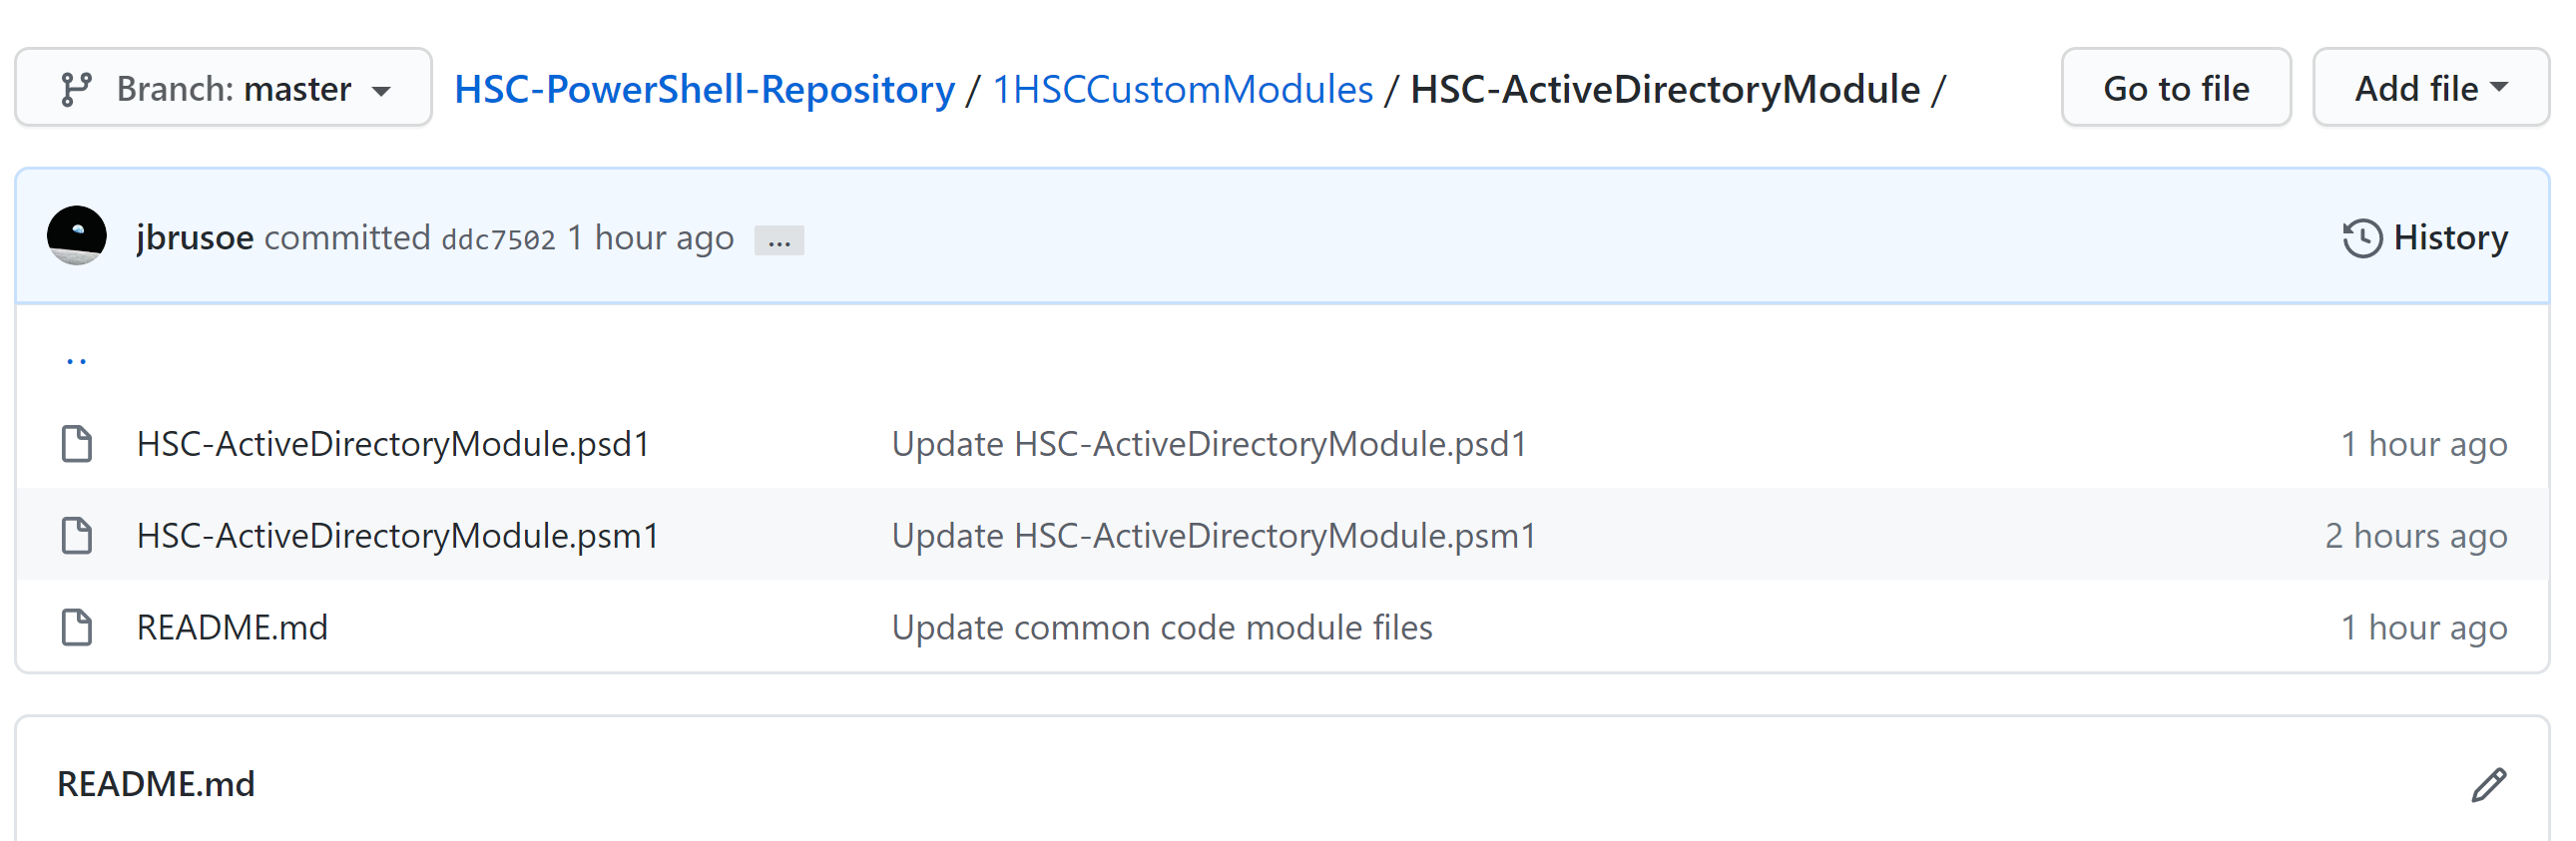 Branch: master HSC-PowerShell-Repository / 1HSCCustomModules / HSC-ActiveDirectoryModule / Go to file Add file
jbrusoe committed ddc7502 1 hour ago ... History
..
HSC-ActiveDirectoryModule.psd1 Update HSC-ActiveDirectoryModule.psd1 1 hour ago
HSC-ActiveDirectoryModule.psm1 Update HSC-ActiveDirectoryModule.psm1 2 hours ago
README.md Update common code module files 1 hour ago
README.md